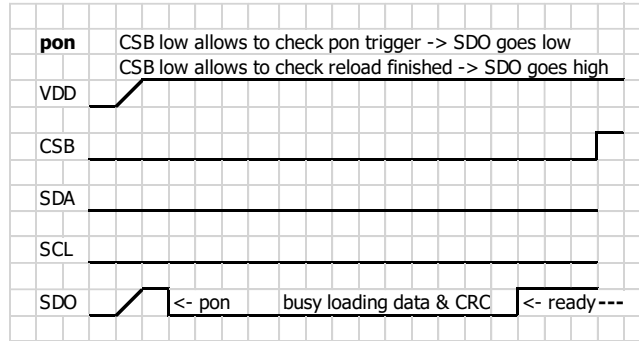 pon CSB low allows to check pon trigger -> SDO goes low
CSB low allows to check reload finished -> SDO goes high
VDD
CSB
SDA
SCL
SDO <- pon busy loading data & CRC <- ready